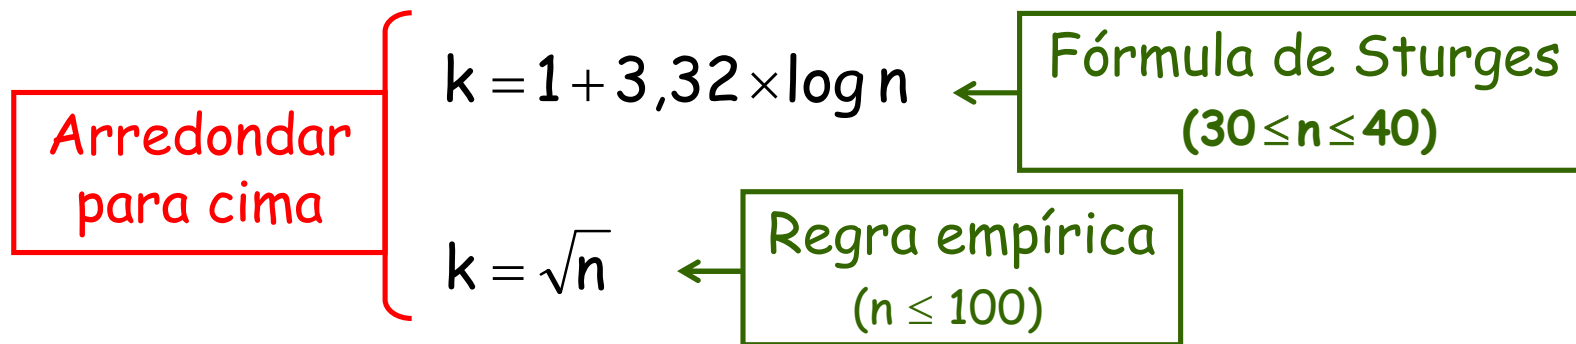 Arredondar
para cima
k = 1 + 3,32 × log n
Fórmula de Sturges
(30 ≤ n ≤ 40)
k = √n
Regra empírica
(n ≤ 100)